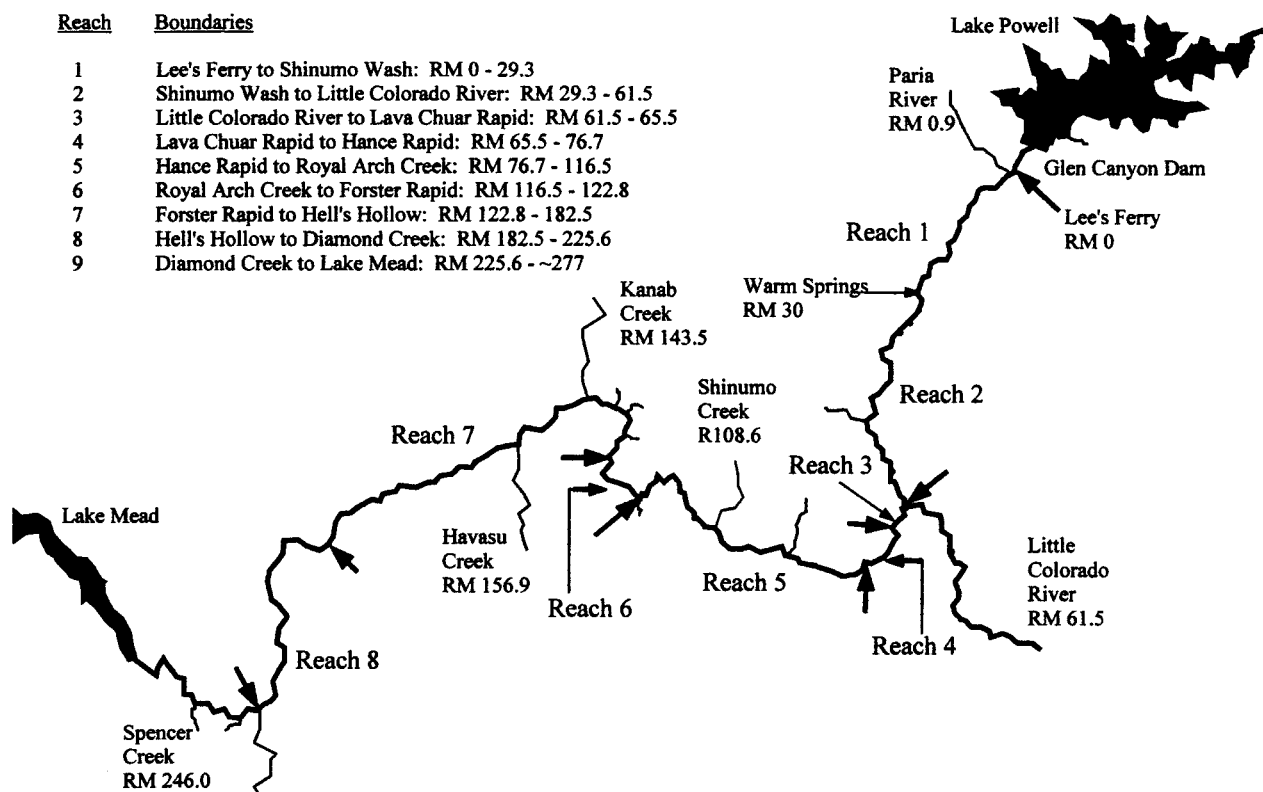 Reach Boundaries
1 Lee's Ferry to Shinumo Wash: RM 0 - 29.3
2 Shinumo Wash to Little Colorado River: RM 29.3 - 61.5
3 Little Colorado River to Lava Chuar Rapid: RM 61.5 - 65.5
4 Lava Chuar Rapid to Hance Rapid: RM 65.5 - 76.7
5 Hance Rapid to Royal Arch Creek: RM 76.7 - 116.5
6 Royal Arch Creek to Forster Rapid: RM 116.5 - 122.8
7 Forster Rapid to Hell's Hollow: RM 122.8 - 182.5
8 Hell's Hollow to Diamond Creek: RM 182.5 - 225.6
9 Diamond Creek to Lake Mead: RM 225.6 - ~277
Lake Powell
Paria
River
RM 0.9
Glen Canyon Dam
Lee's Ferry
RM 0
Reach 1
Warm Springs
RM 30
Kanab
Creek
RM 143.5
Shinumo
Creek
R108.6
Reach 2
Reach 7
Reach 3
Lake Mead
Havasu
Creek
RM 156.9
Reach 6
Reach 5
Little
Colorado
River
RM 61.5
Reach 4
Reach 8
Spencer
Creek
RM 246.0